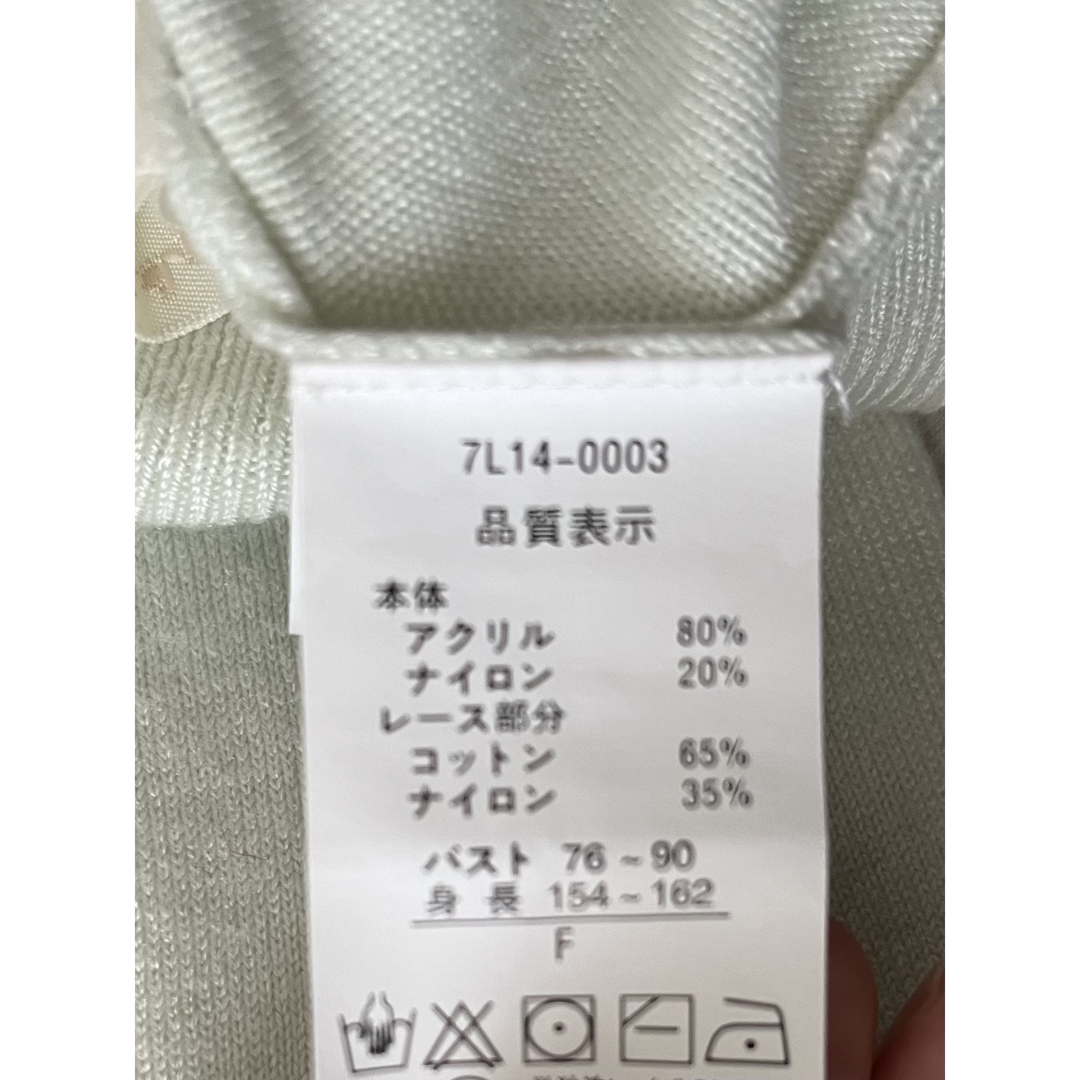 7L14-0003
品質表示
本体
アクリル 80%
ナイロン 20%
レース部分
コットン 65%
ナイロン 35%
バスト 76~90
身長 154~162
F